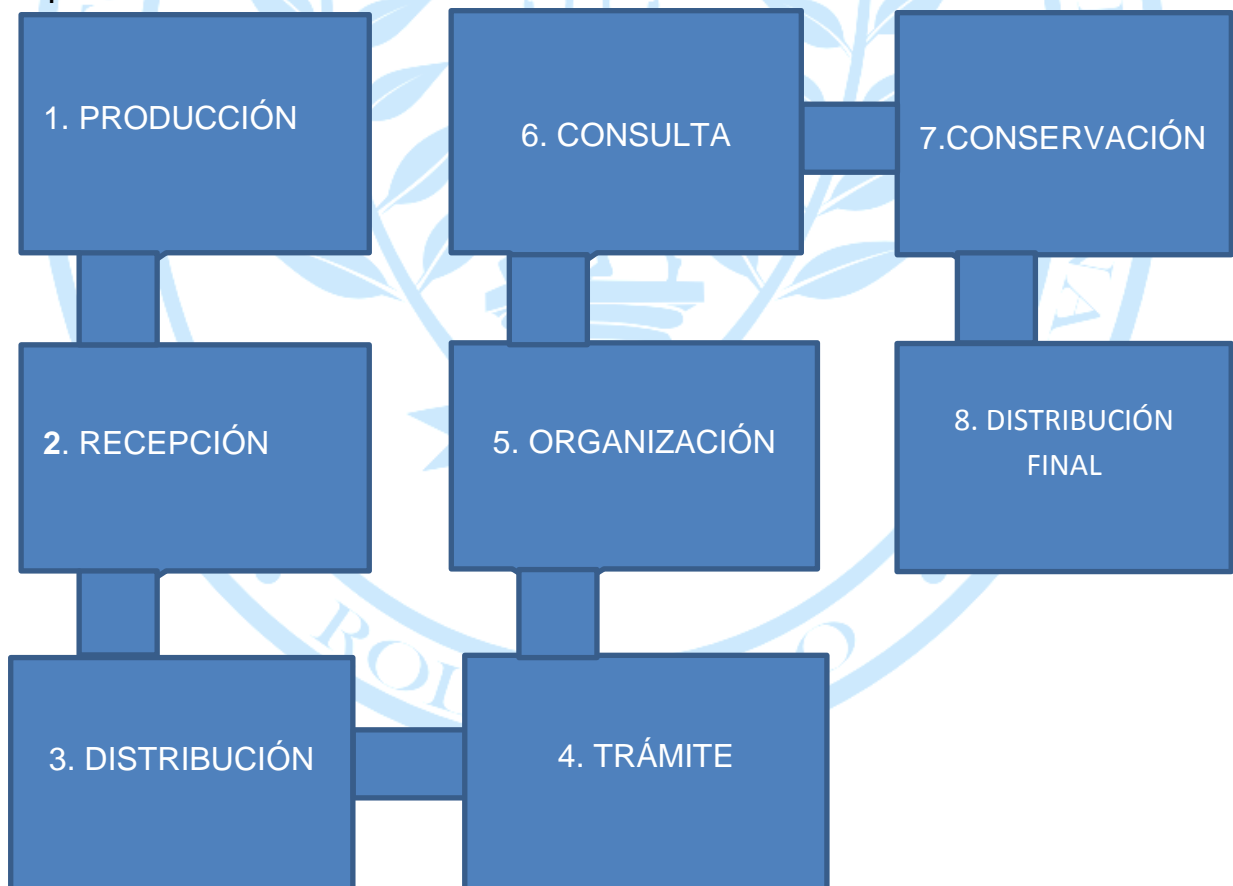 1. PRODUCCIÓN
2. RECEPCIÓN
3. DISTRIBUCIÓN
4. TRÁMITE
5. ORGANIZACIÓN
6. CONSULTA
7.CONSERVACIÓN
8. DISTRIBUCIÓN
FINAL